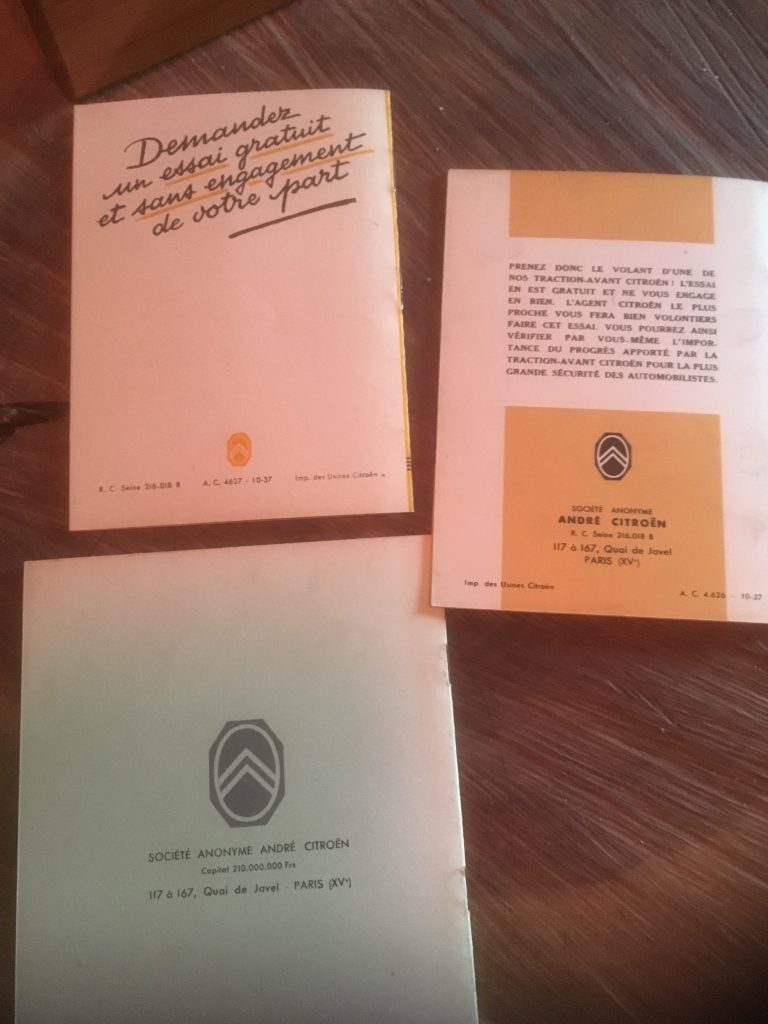 Demandez
un essai gratuit
et sans engagement
de votre part
R. C. Seine 216.018 B
A. C. 4627 - 10-37
Imp. des Usines Citroën
PRENEZ DONC LE VOLANT D'UNE DE
NOS TRACTION-AVANT CITROËN ! L'ESSAI
EN EST GRATUIT ET NE VOUS ENGAGE
EN RIEN. L'AGENT CITROËN LE PLUS
PROCHE VOUS FERA BIEN VOLONTIERS
FAIRE CET ESSAI. VOUS POURREZ AINSI
VÉRIFIER PAR VOUS-MÊME L'IMPOR-
TANCE DU PROGRÈS APPORTÉ PAR LA
TRACTION-AVANT CITROËN POUR LA PLUS
GRANDE SÉCURITÉ DES AUTOMOBILISTES.
SOCIÉTÉ ANONYME
ANDRÉ CITROËN
R. C. Seine 216.018 B
117 à 167, Quai de Javel
PARIS (XVᵉ)
Imp. des Usines Citroën
A. C. 4.626 - 10-37
SOCIÉTÉ ANONYME ANDRÉ CITROËN
Capital 210.000.000 Frs
117 à 167, Quai de Javel - PARIS (XVᵉ)